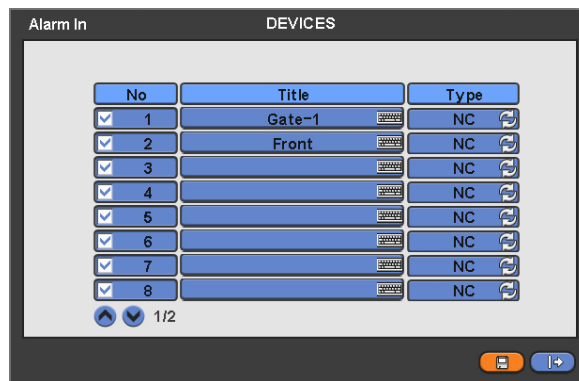 Alarm In DEVICES
No Title Type
1 Gate-1 NC
2 Front NC
3 NC
4 NC
5 NC
6 NC
7 NC
8 NC
1/2